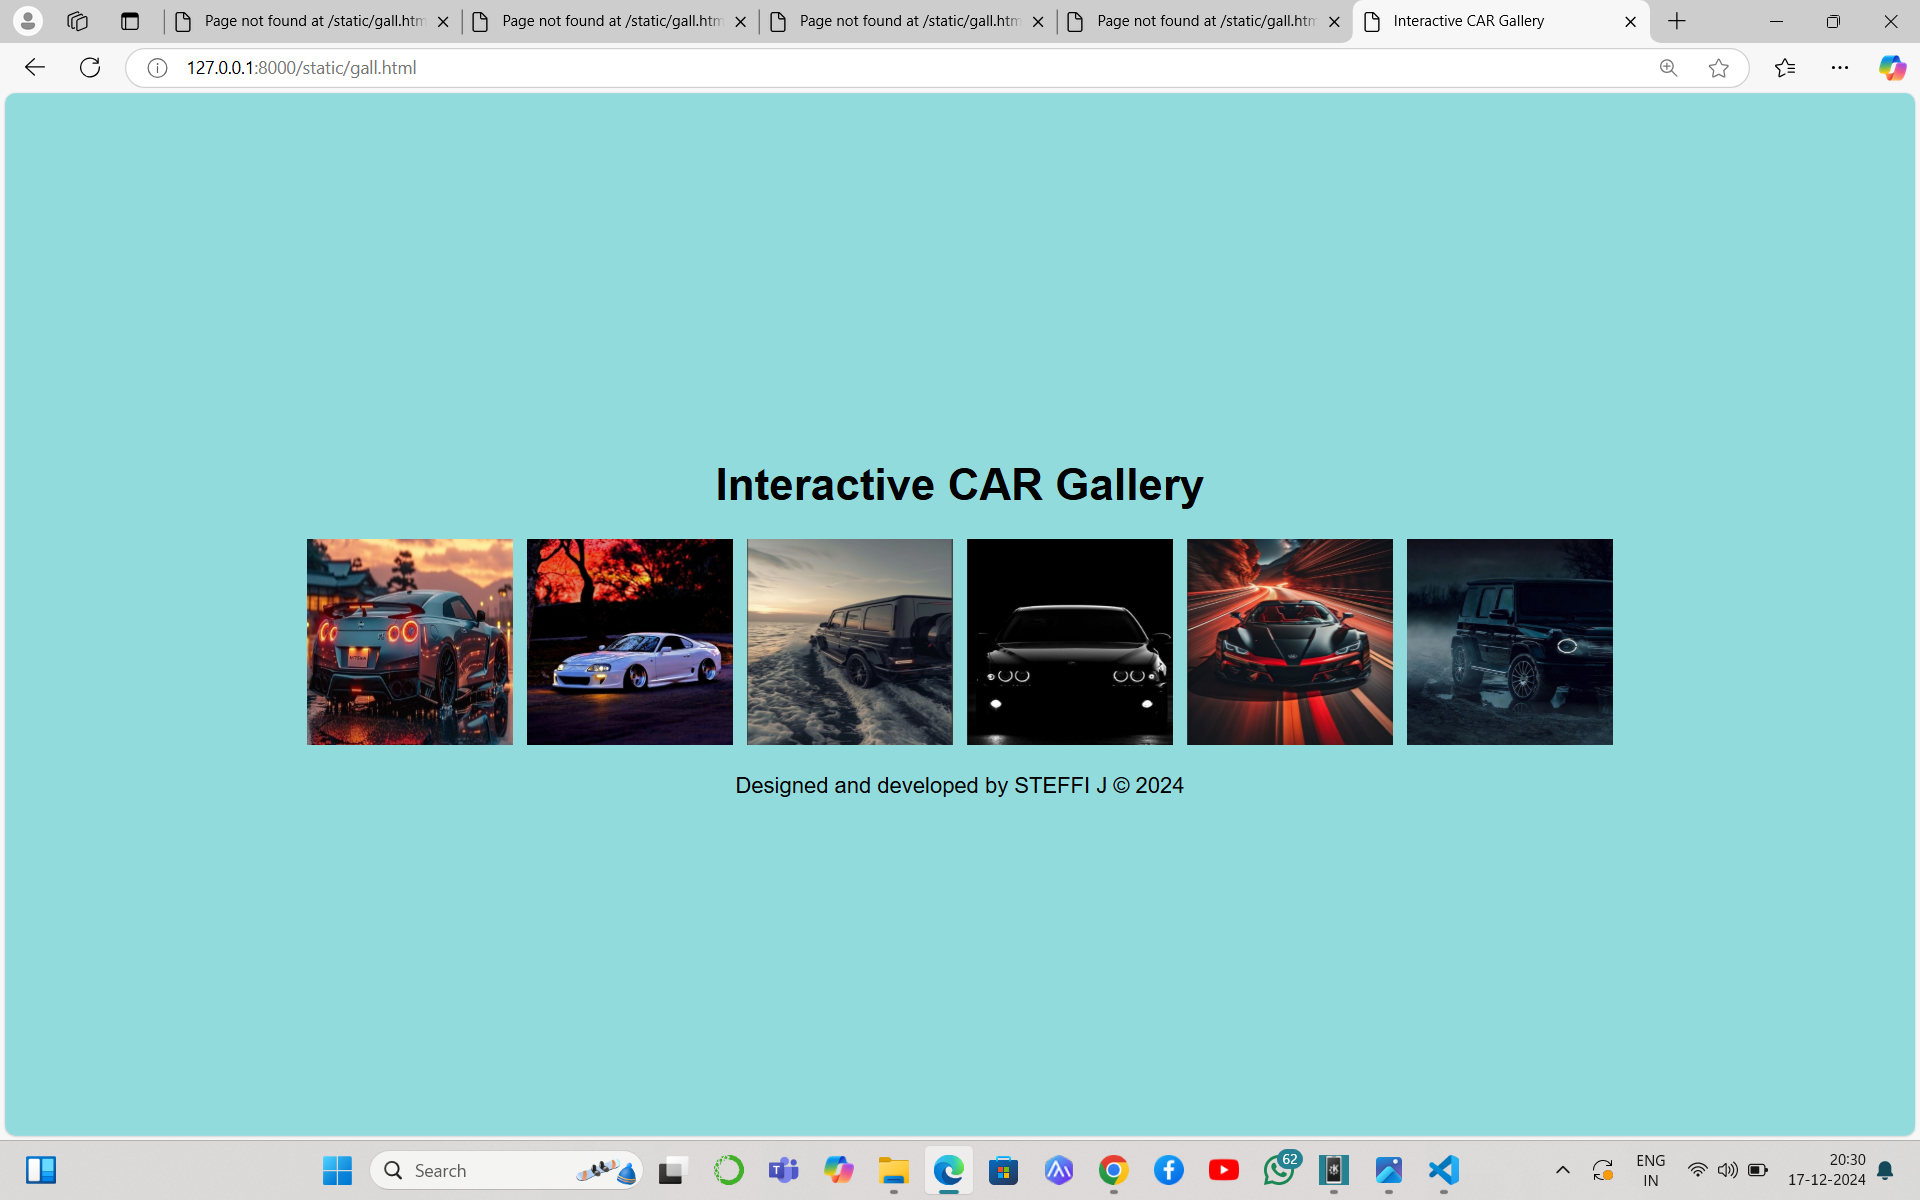 Page not found at /static/gall.htm
Page not found at /static/gall.htm
Page not found at /static/gall.htm
Page not found at /static/gall.htm
Interactive CAR Gallery
127.0.0.1:8000/static/gall.html
Interactive CAR Gallery
Designed and developed by STEFFI J © 2024
Search
62
ENG
IN
20:30
17-12-2024